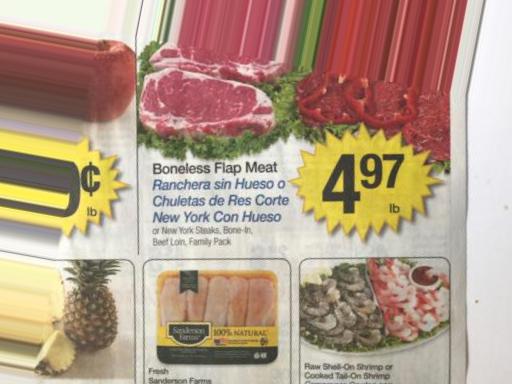 Boneless Flap Meat
Ranchera sin Hueso o
Chuletas de Res Corte
New York Con Hueso
or New York Steaks, Bone-In,
Beef Loin, Family Pack
4.97
lb
¢
lb
Sanderson
Farms
100% NATURAL
Fresh
Sanderson Farms
Raw Shell-On Shrimp or
Cooked Tail-On Shrimp